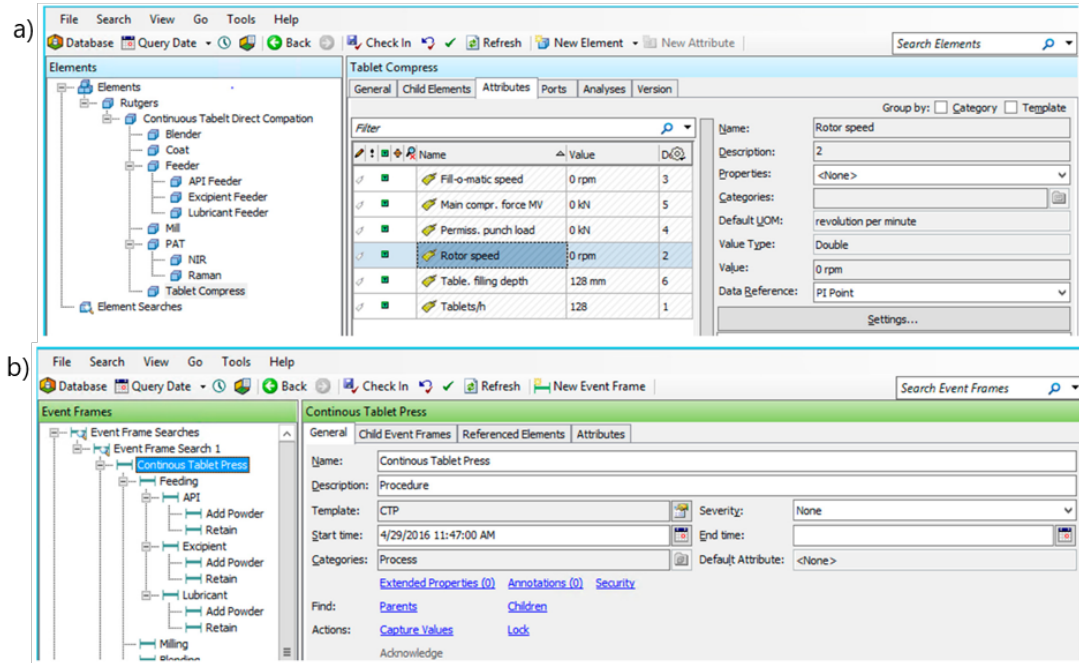 a)
File Search View Go Tools Help
Database Query Date Back Check In Refresh New Element New Attribute Search Elements
Elements
Elements
Rutgers
Continuous Tabelt Direct Compation
Blender
Coat
Feeder
API Feeder
Excipient Feeder
Lubricant Feeder
Mill
PAT
NIR
Raman
Tablet Compress
Element Searches
Tablet Compress
General Child Elements Attributes Ports Analyses Version
Group by: Category Template
Filter
Name Value
Fill-o-matic speed 0 rpm 3
Main compr. force MV 0 kN 5
Permiss. punch load 0 kN 4
Rotor speed 0 rpm 2
Table. filling depth 128 mm 6
Tablets/h 128 1
Name: Rotor speed
Description: 2
Properties: <None>
Categories:
Default UOM: revolution per minute
Value Type: Double
Value: 0 rpm
Data Reference: PI Point
Settings...
b)
File Search View Go Tools Help
Database Query Date Back Check In Refresh New Event Frame Search Event Frames
Event Frames
Event Frame Searches
Event Frame Search 1
Continous Tablet Press
Feeding
API
Add Powder
Retain
Excipient
Add Powder
Retain
Lubricant
Add Powder
Retain
Milling
Blending
Continous Tablet Press
General Child Event Frames Referenced Elements Attributes
Name: Continous Tablet Press
Description: Procedure
Template: CTP Severity: None
Start time: 4/29/2016 11:47:00 AM End time:
Categories: Process Default Attribute: <None>
Extended Properties (0) Annotations (0) Security
Find: Parents Children
Actions: Capture Values Lock
Acknowledge